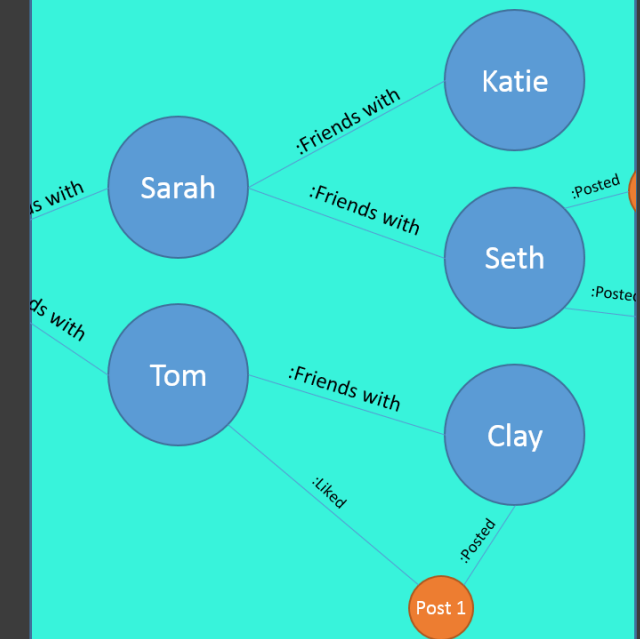 Katie
:Friends with
Sarah
:Friends with
:Posted
ds with
Seth
:Posted
ds with
Tom
:Friends with
Clay
:Liked
:Posted
Post 1